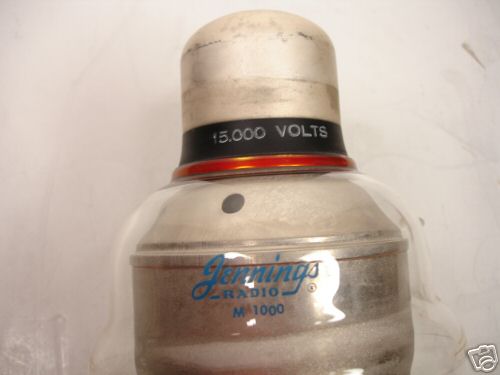 15.000 VOLTS
Jennings
RADIO ®
M 1000